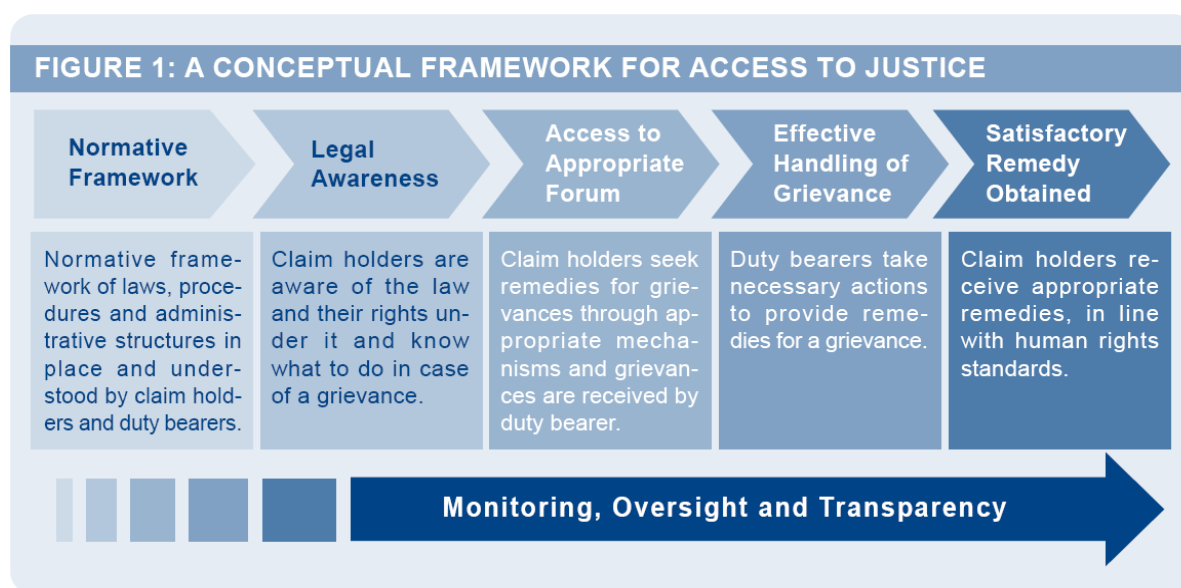 FIGURE 1: A CONCEPTUAL FRAMEWORK FOR ACCESS TO JUSTICE
Normative
Framework
Legal
Awareness
Access to
Appropriate
Forum
Effective
Handling of
Grievance
Satisfactory
Remedy
Obtained
Normative frame-
work of laws, proce-
dures and adminis-
trative structures in
place and under-
stood by claim hold-
ers and duty bearers.
Claim holders are
aware of the law
and their rights un-
der it and know
what to do in case
of a grievance.
Claim holders seek
remedies for grie-
vances through ap-
propriate mecha-
nisms and grievan-
ces are received by
duty bearer.
Duty bearers take
necessary actions
to provide reme-
dies for a grievance.
Claim holders re-
ceive appropriate
remedies, in line
with human rights
standards.
Monitoring, Oversight and Transparency